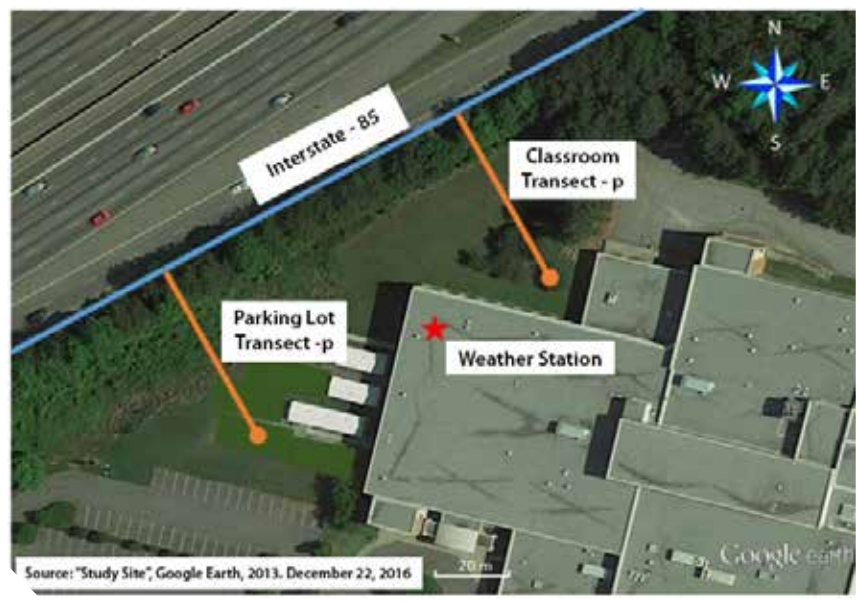 N
W E
S
Interstate - 85
Classroom
Transect - p
Parking Lot
Transect -p
Weather Station
Google earth
Source: "Study Site", Google Earth, 2013. December 22, 2016
20 m